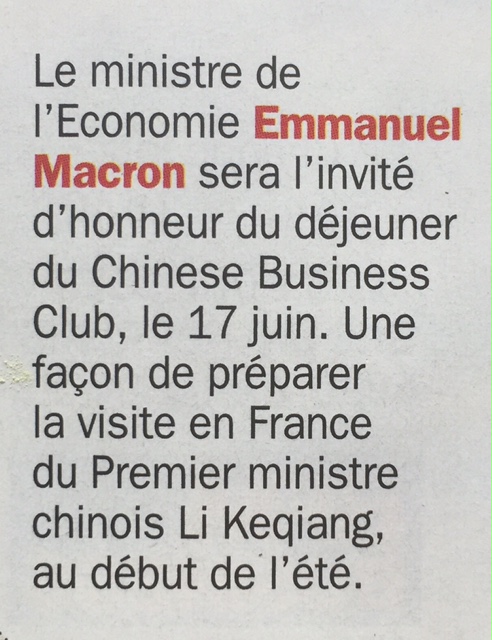 Le ministre de
l'Economie Emmanuel
Macron sera l'invité
d'honneur du déjeuner
du Chinese Business
Club, le 17 juin. Une
façon de préparer
la visite en France
du Premier ministre
chinois Li Keqiang,
au début de l'été.